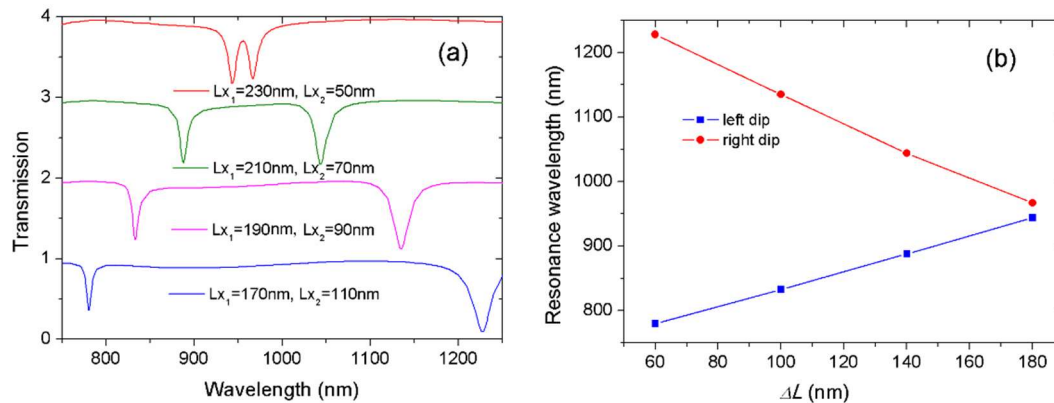 4
3
2
1
0
Transmission
(a)
Lx₁=230nm, Lx₂=50nm
Lx₁=210nm, Lx₂=70nm
Lx₁=190nm, Lx₂=90nm
Lx₁=170nm, Lx₂=110nm
800 900 1000 1100 1200
Wavelength (nm)
1200
1100
1000
900
800
Resonance wavelength (nm)
(b)
left dip
right dip
60 80 100 120 140 160 180
ΔL (nm)